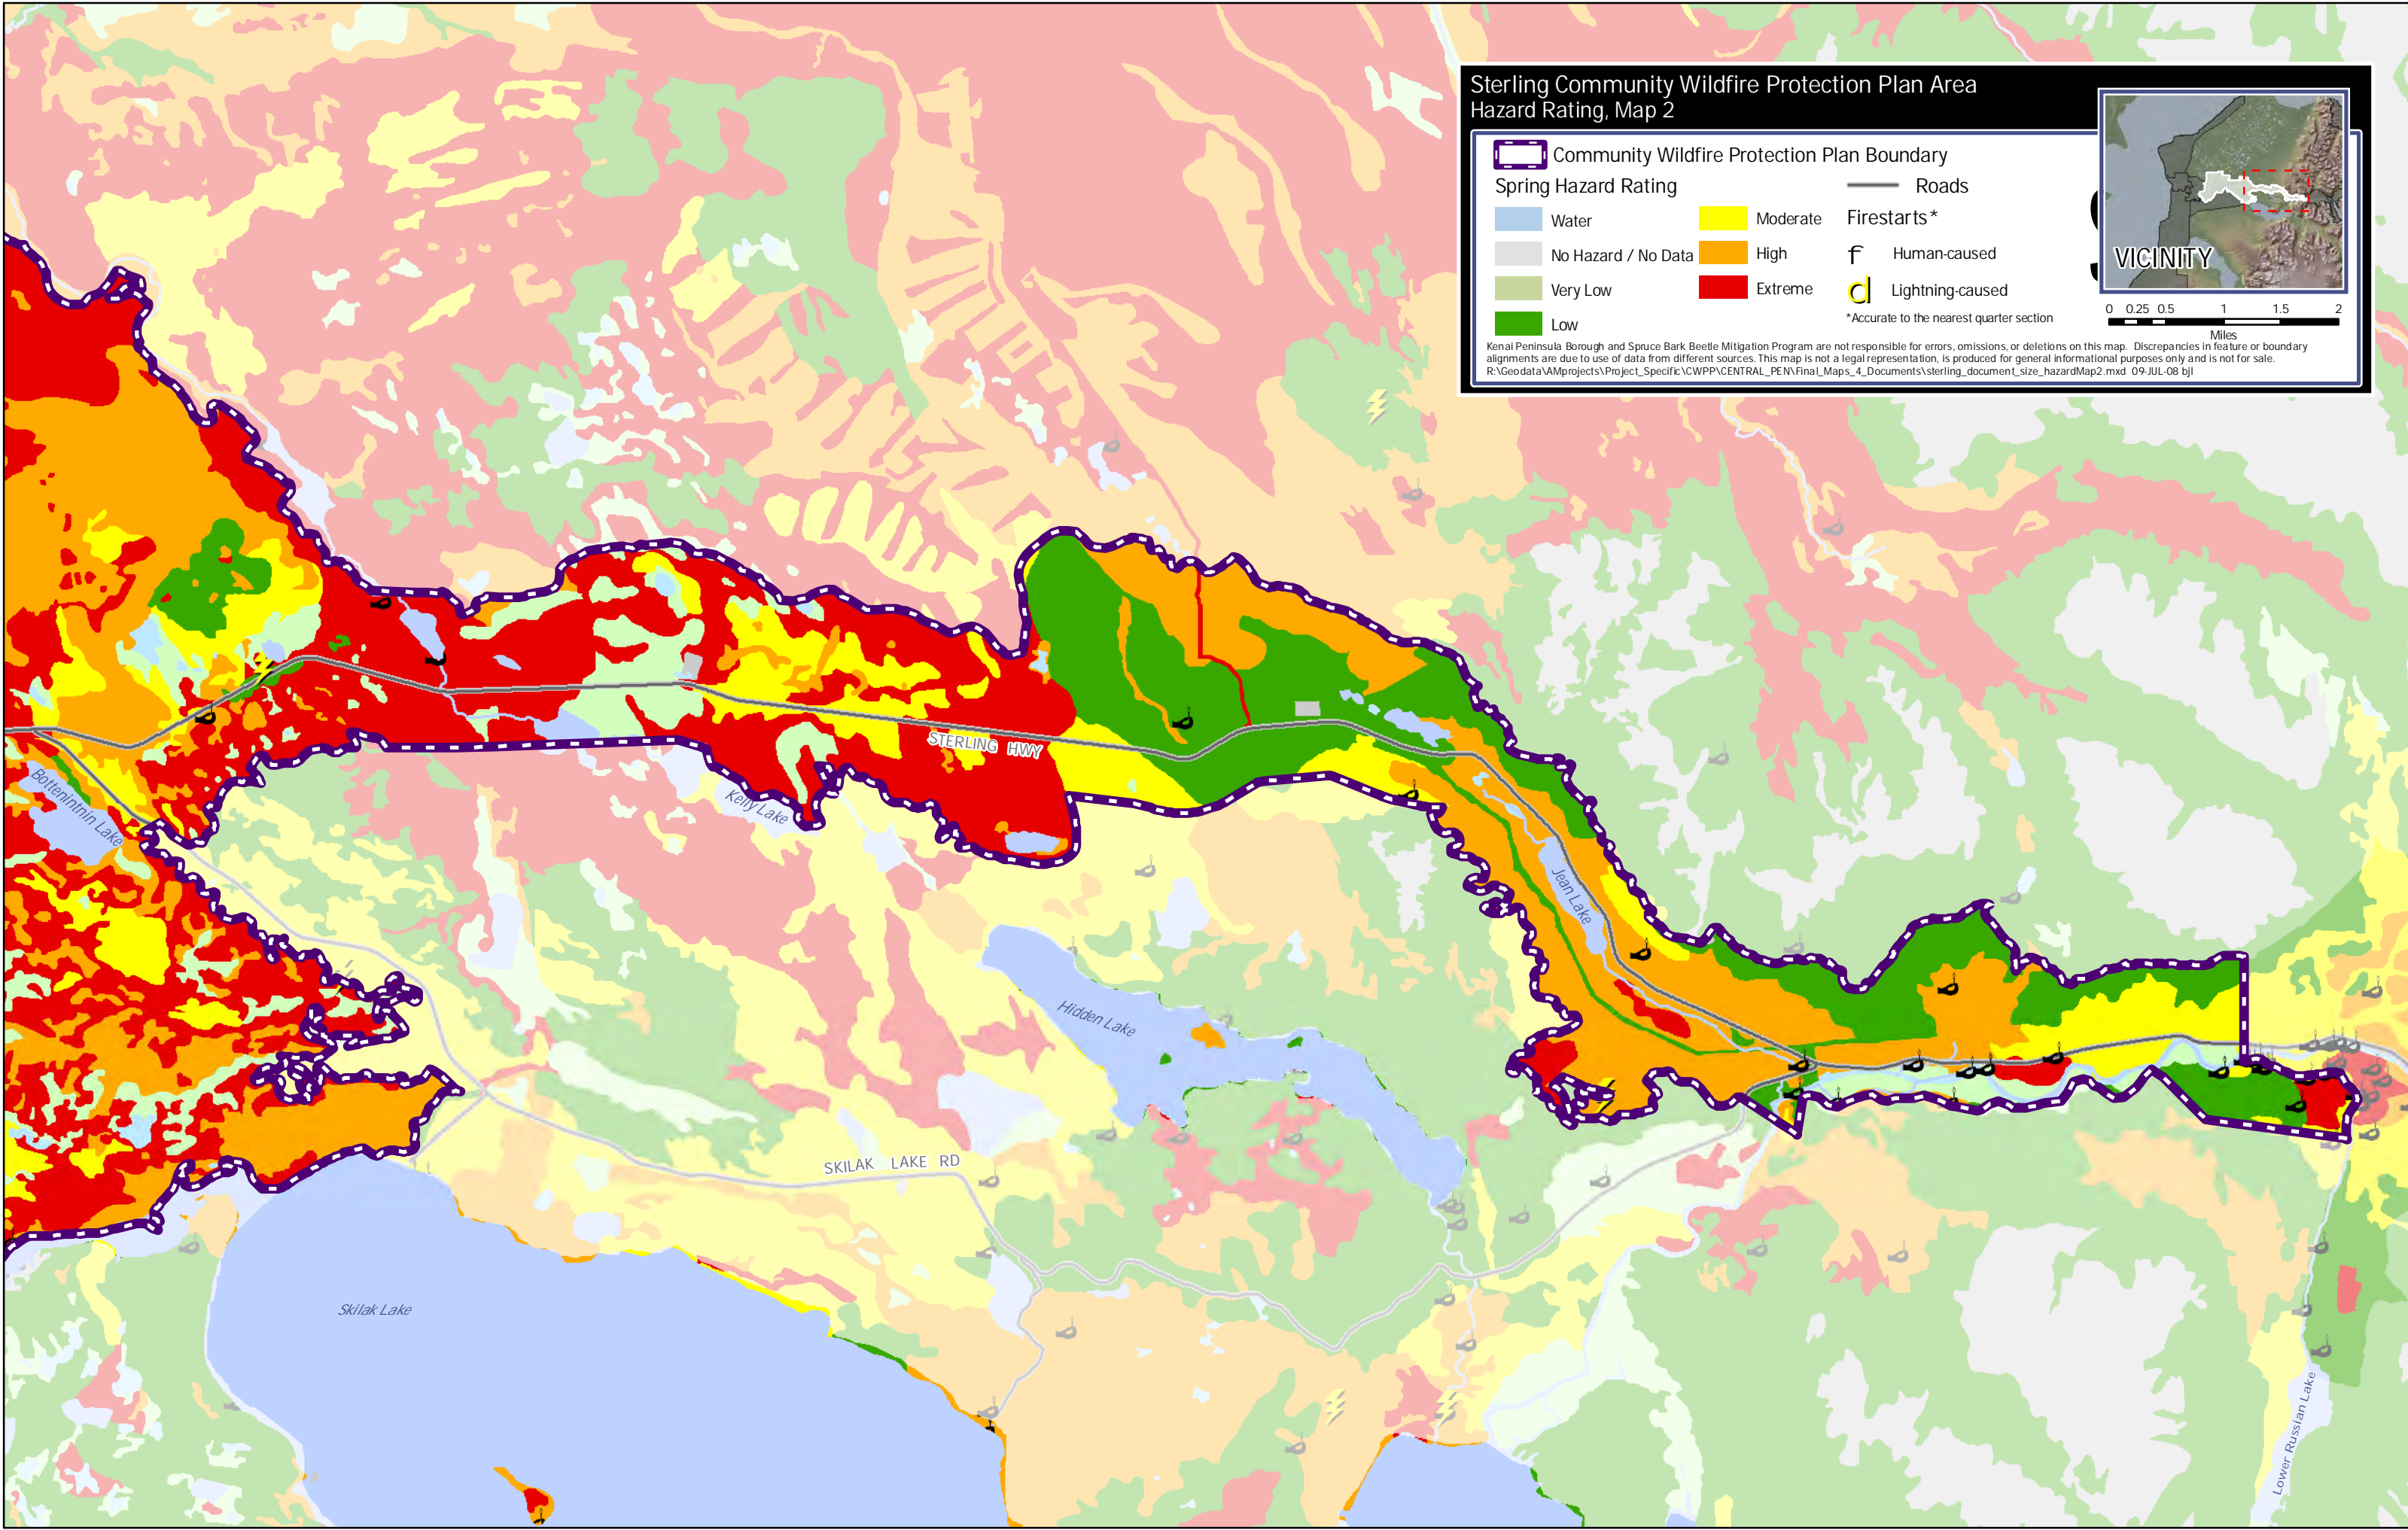 Sterling Community Wildfire Protection Plan Area
Hazard Rating, Map 2
Community Wildfire Protection Plan Boundary
Spring Hazard Rating
Water
No Hazard / No Data
Very Low
Low
Moderate
High
Extreme
Roads
Firestarts*
f Human-caused
d Lightning-caused
*Accurate to the nearest quarter section
VICINITY
0 0.25 0.5 1 1.5 2
Miles
Kenai Peninsula Borough and Spruce Bark Beetle Mitigation Program are not responsible for errors, omissions, or deletions on this map. Discrepancies in feature or boundary
alignments are due to use of data from different sources. This map is not a legal representation, is produced for general informational purposes only and is not for sale.
R:\Geodata\AMprojects\Project_Specific\CWPP\CENTRAL_PEN\Final_Maps_4_Documents\sterling_document_size_hazardMap2.mxd 09-JUL-08 bjl
STERLING HWY
Bottenintnin Lake
Kelly Lake
Jean Lake
Hidden Lake
SKILAK LAKE RD
Skilak Lake
Lower Russian Lake